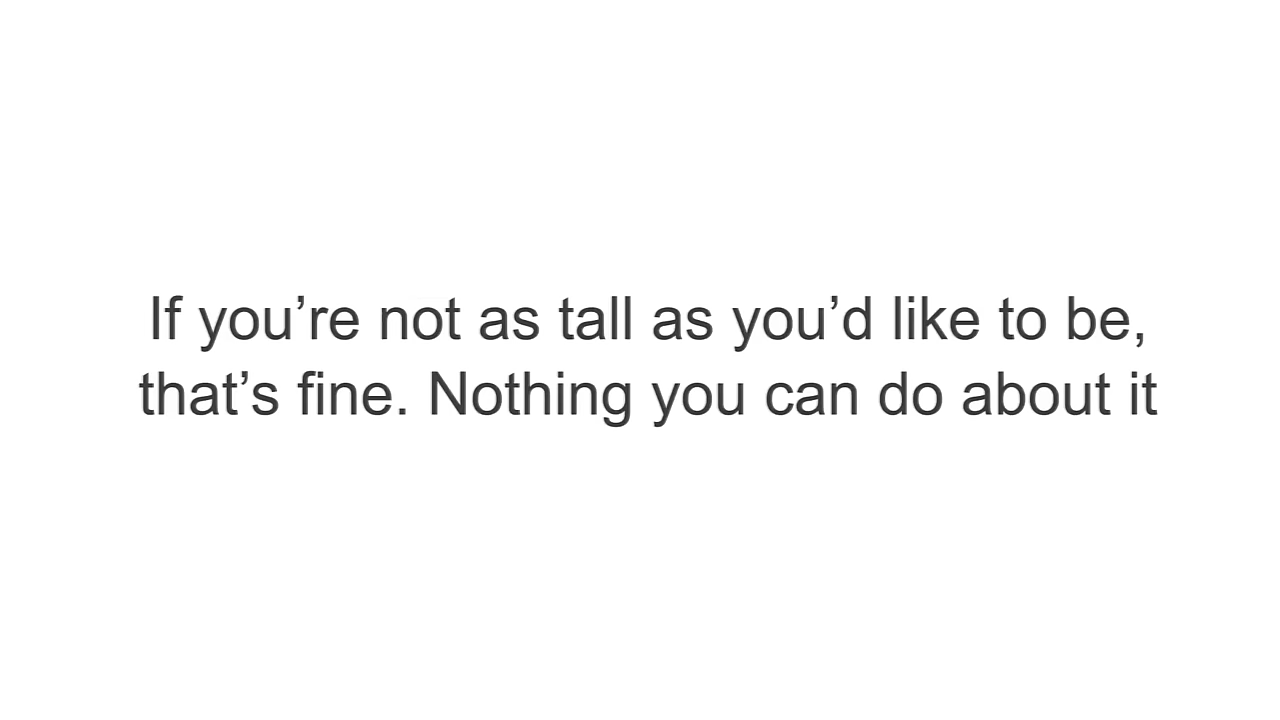 If you’re not as tall as you’d like to be,
that’s fine. Nothing you can do about it